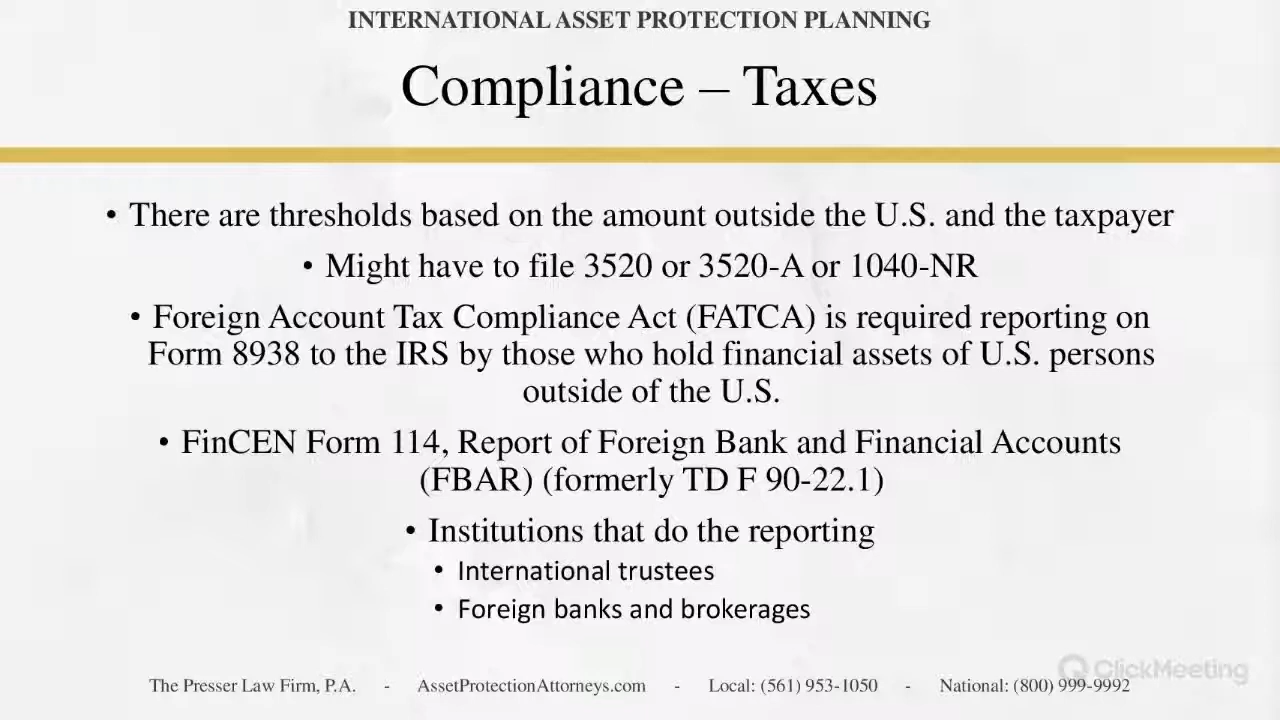 INTERNATIONAL ASSET PROTECTION PLANNING
Compliance – Taxes
• There are thresholds based on the amount outside the U.S. and the taxpayer
• Might have to file 3520 or 3520-A or 1040-NR
• Foreign Account Tax Compliance Act (FATCA) is required reporting on
Form 8938 to the IRS by those who hold financial assets of U.S. persons
outside of the U.S.
• FinCEN Form 114, Report of Foreign Bank and Financial Accounts
(FBAR) (formerly TD F 90-22.1)
• Institutions that do the reporting
• International trustees
• Foreign banks and brokerages
ClickMeeting
The Presser Law Firm, P.A. - AssetProtectionAttorneys.com - Local: (561) 953-1050 - National: (800) 999-9992